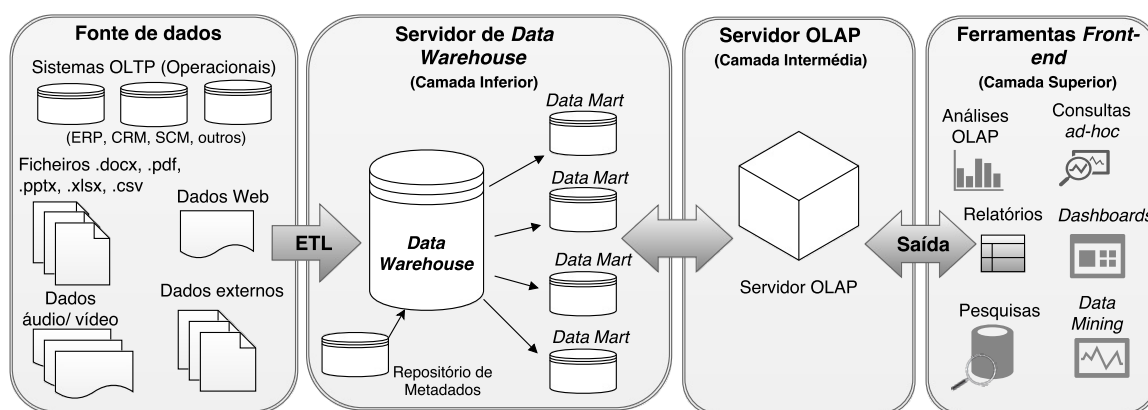 Fonte de dados
Sistemas OLTP (Operacionais)
(ERP, CRM, SCM, outros)
Ficheiros .docx, .pdf,
.pptx, .xlsx, .csv
Dados Web
Dados
áudio/ vídeo
Dados externos
ETL
Servidor de Data
Warehouse
(Camada Inferior)
Data
Warehouse
Repositório de
Metadados
Data Mart
Data Mart
Data Mart
Data Mart
Servidor OLAP
(Camada Intermédia)
Servidor OLAP
Saída
Ferramentas Front-
end
(Camada Superior)
Análises
OLAP
Consultas
ad-hoc
Relatórios
Dashboards
Pesquisas
Data
Mining